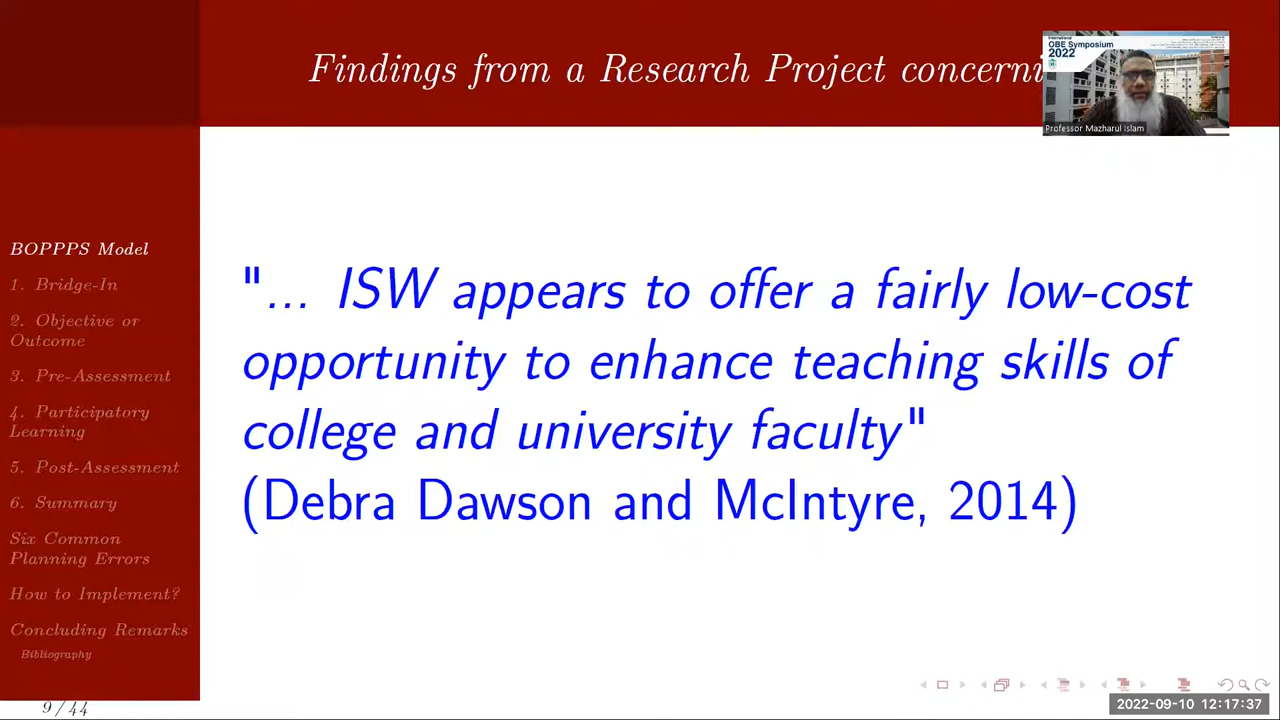 Findings from a Research Project concerni
International
OBE Symposium
2022
Professor Mazharul Islam
BOPPPS Model
1. Bridge-In
2. Objective or
Outcome
3. Pre-Assessment
4. Participatory
Learning
5. Post-Assessment
6. Summary
Six Common
Planning Errors
How to Implement?
Concluding Remarks
Bibliography
"... ISW appears to offer a fairly low-cost
opportunity to enhance teaching skills of
college and university faculty"
(Debra Dawson and McIntyre, 2014)
9 / 44
2022-09-10 12:17:37